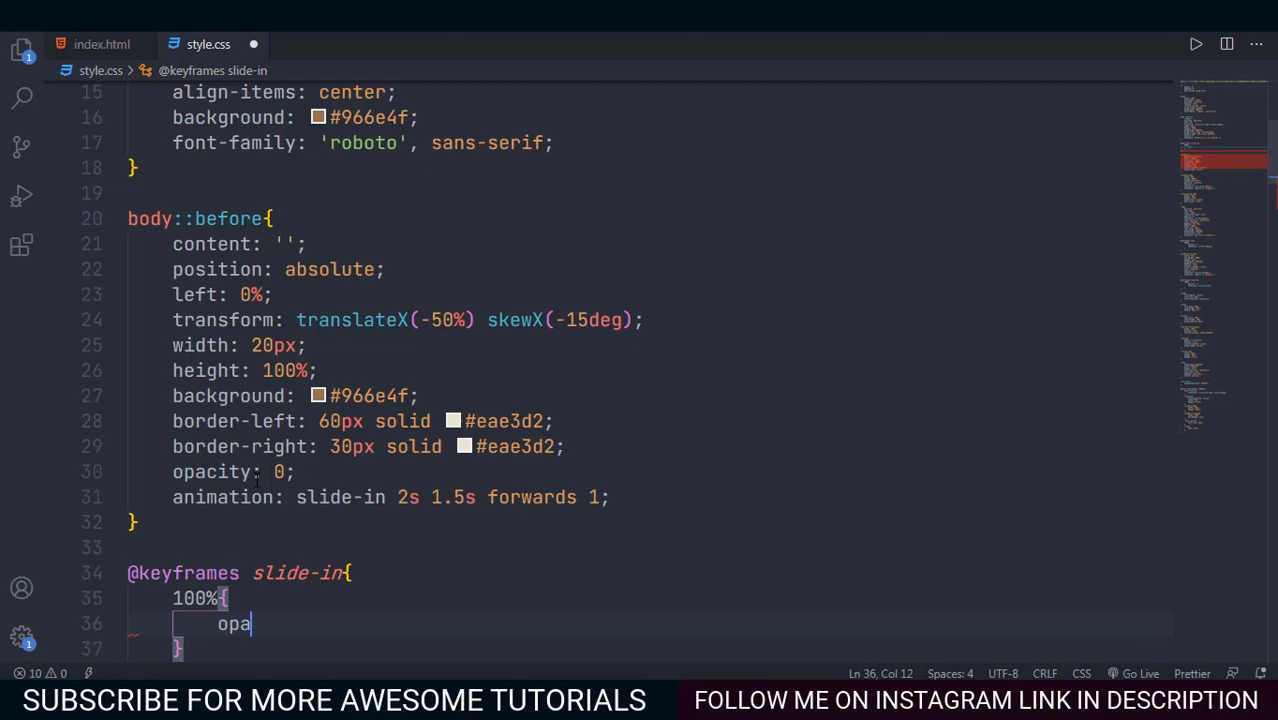 index.html
style.css
style.css > @keyframes slide-in
15 align-items: center;
16 background: #966e4f;
17 font-family: 'roboto', sans-serif;
18 }
19
20 body::before{
21 content: '';
22 position: absolute;
23 left: 0%;
24 transform: translateX(-50%) skewX(-15deg);
25 width: 20px;
26 height: 100%;
27 background: #966e4f;
28 border-left: 60px solid #eae3d2;
29 border-right: 30px solid #eae3d2;
30 opacity: 0;
31 animation: slide-in 2s 1.5s forwards 1;
32 }
33
34 @keyframes slide-in{
35 100%{
36 opa
37 }
1
1
10 0 Ln 36, Col 12 Spaces: 4 UTF-8 CRLF CSS Go Live Prettier
SUBSCRIBE FOR MORE AWESOME TUTORIALS
FOLLOW ME ON INSTAGRAM LINK IN DESCRIPTION